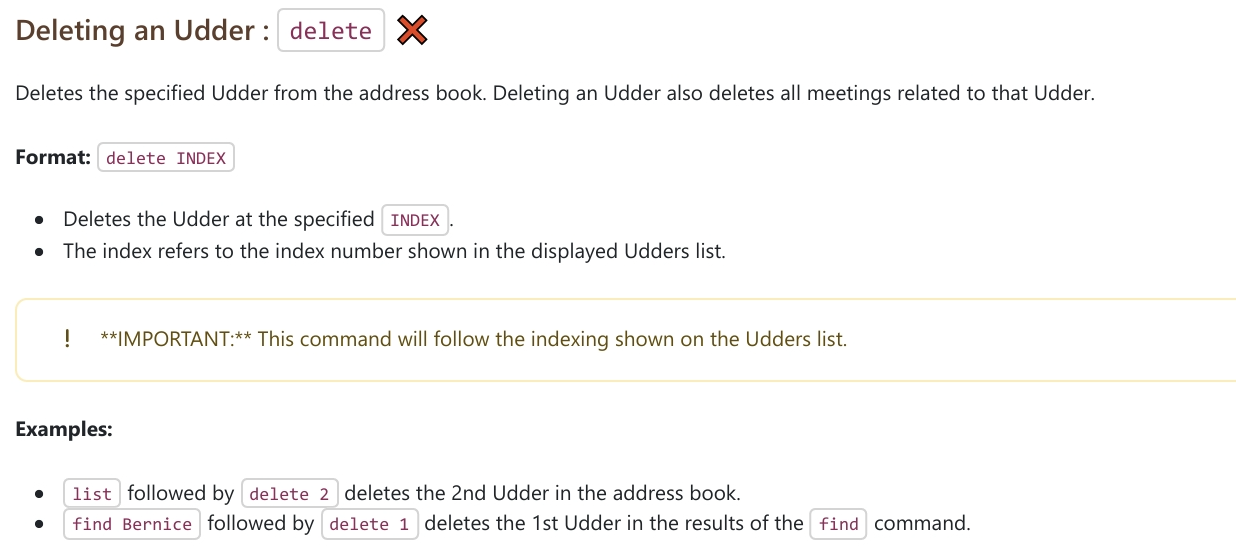 Deleting an Udder : delete ❌
Deletes the specified Udder from the address book. Deleting an Udder also deletes all meetings related to that Udder.
Format: delete INDEX
• Deletes the Udder at the specified INDEX.
• The index refers to the index number shown in the displayed Udders list.
! **IMPORTANT:** This command will follow the indexing shown on the Udders list.
Examples:
• list followed by delete 2 deletes the 2nd Udder in the address book.
• find Bernice followed by delete 1 deletes the 1st Udder in the results of the find command.